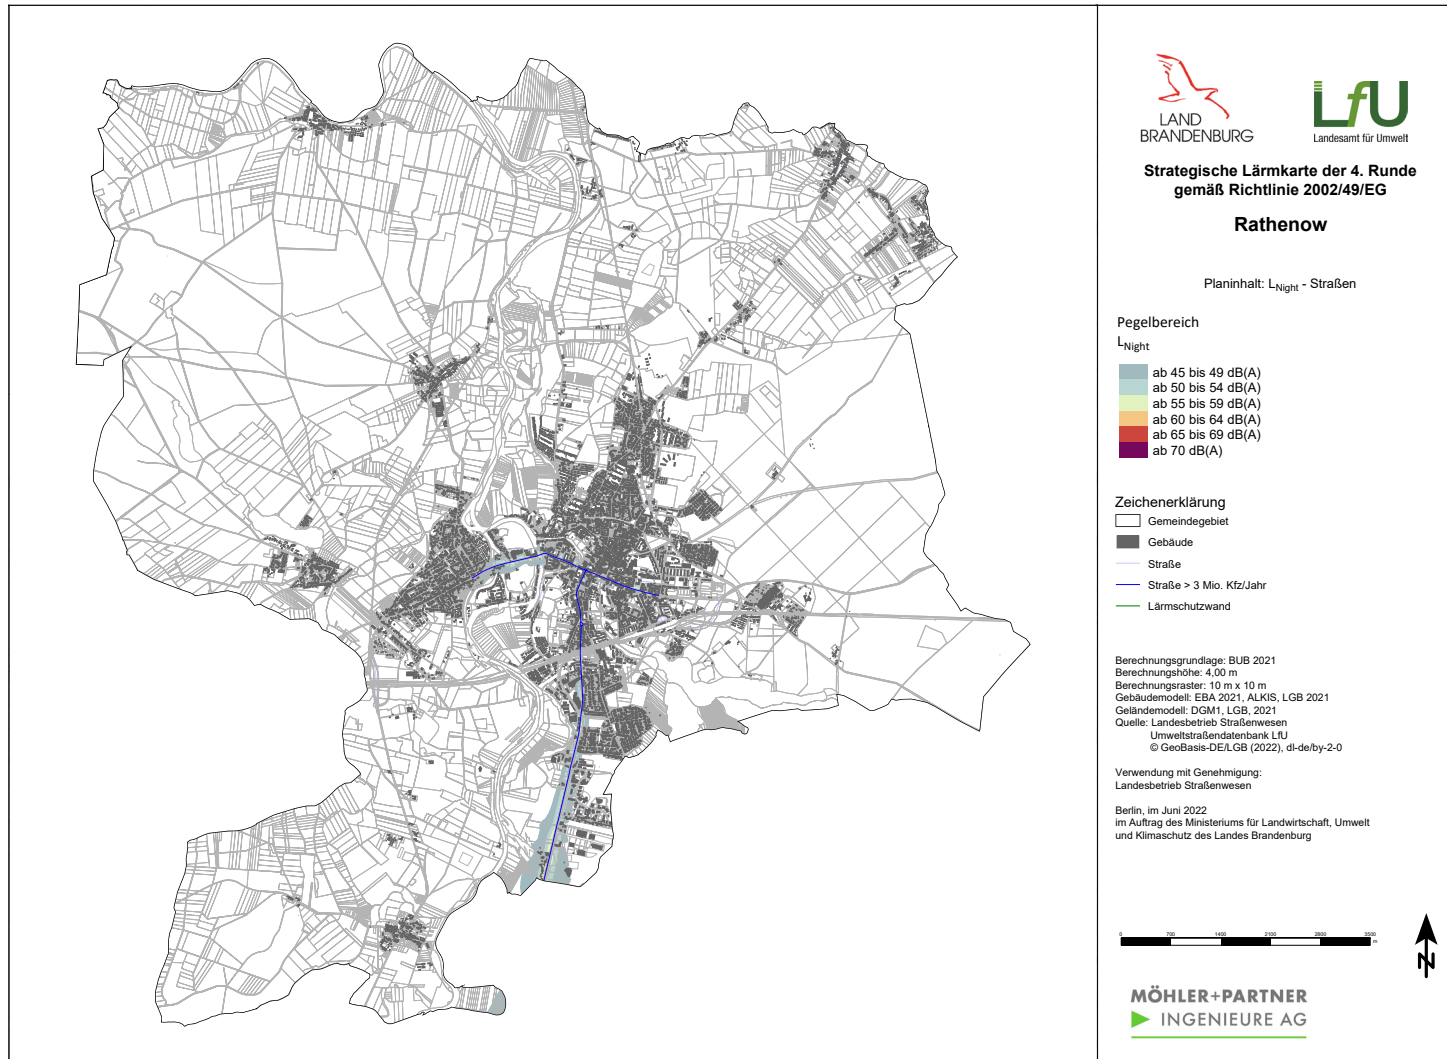 LAND
BRANDENBURG
LfU
Landesamt für Umwelt
Strategische Lärmkarte der 4. Runde
gemäß Richtlinie 2002/49/EG
Rathenow
Planinhalt: LNight - Straßen
Pegelbereich
LNight
ab 45 bis 49 dB(A)
ab 50 bis 54 dB(A)
ab 55 bis 59 dB(A)
ab 60 bis 64 dB(A)
ab 65 bis 69 dB(A)
ab 70 dB(A)
Zeichenerklärung
Gemeindegebiet
Gebäude
Straße
Straße > 3 Mio. Kfz/Jahr
Lärmschutzwand
Berechnungsgrundlage: BUB 2021
Berechnungshöhe: 4,00 m
Berechnungsraster: 10 m x 10 m
Gebäudemodell: EBA 2021, ALKIS, LGB 2021
Geländemodell: DGM1, LGB, 2021
Quelle: Landesbetrieb Straßenwesen
Umweltstraßendatenbank LfU
© GeoBasis-DE/LGB (2022), dl-de/by-2-0
Verwendung mit Genehmigung:
Landesbetrieb Straßenwesen
Berlin, im Juni 2022
im Auftrag des Ministeriums für Landwirtschaft, Umwelt
und Klimaschutz des Landes Brandenburg
0 700 1400 2100 2800 3500
m
N
MÖHLER+PARTNER
INGENIEURE AG